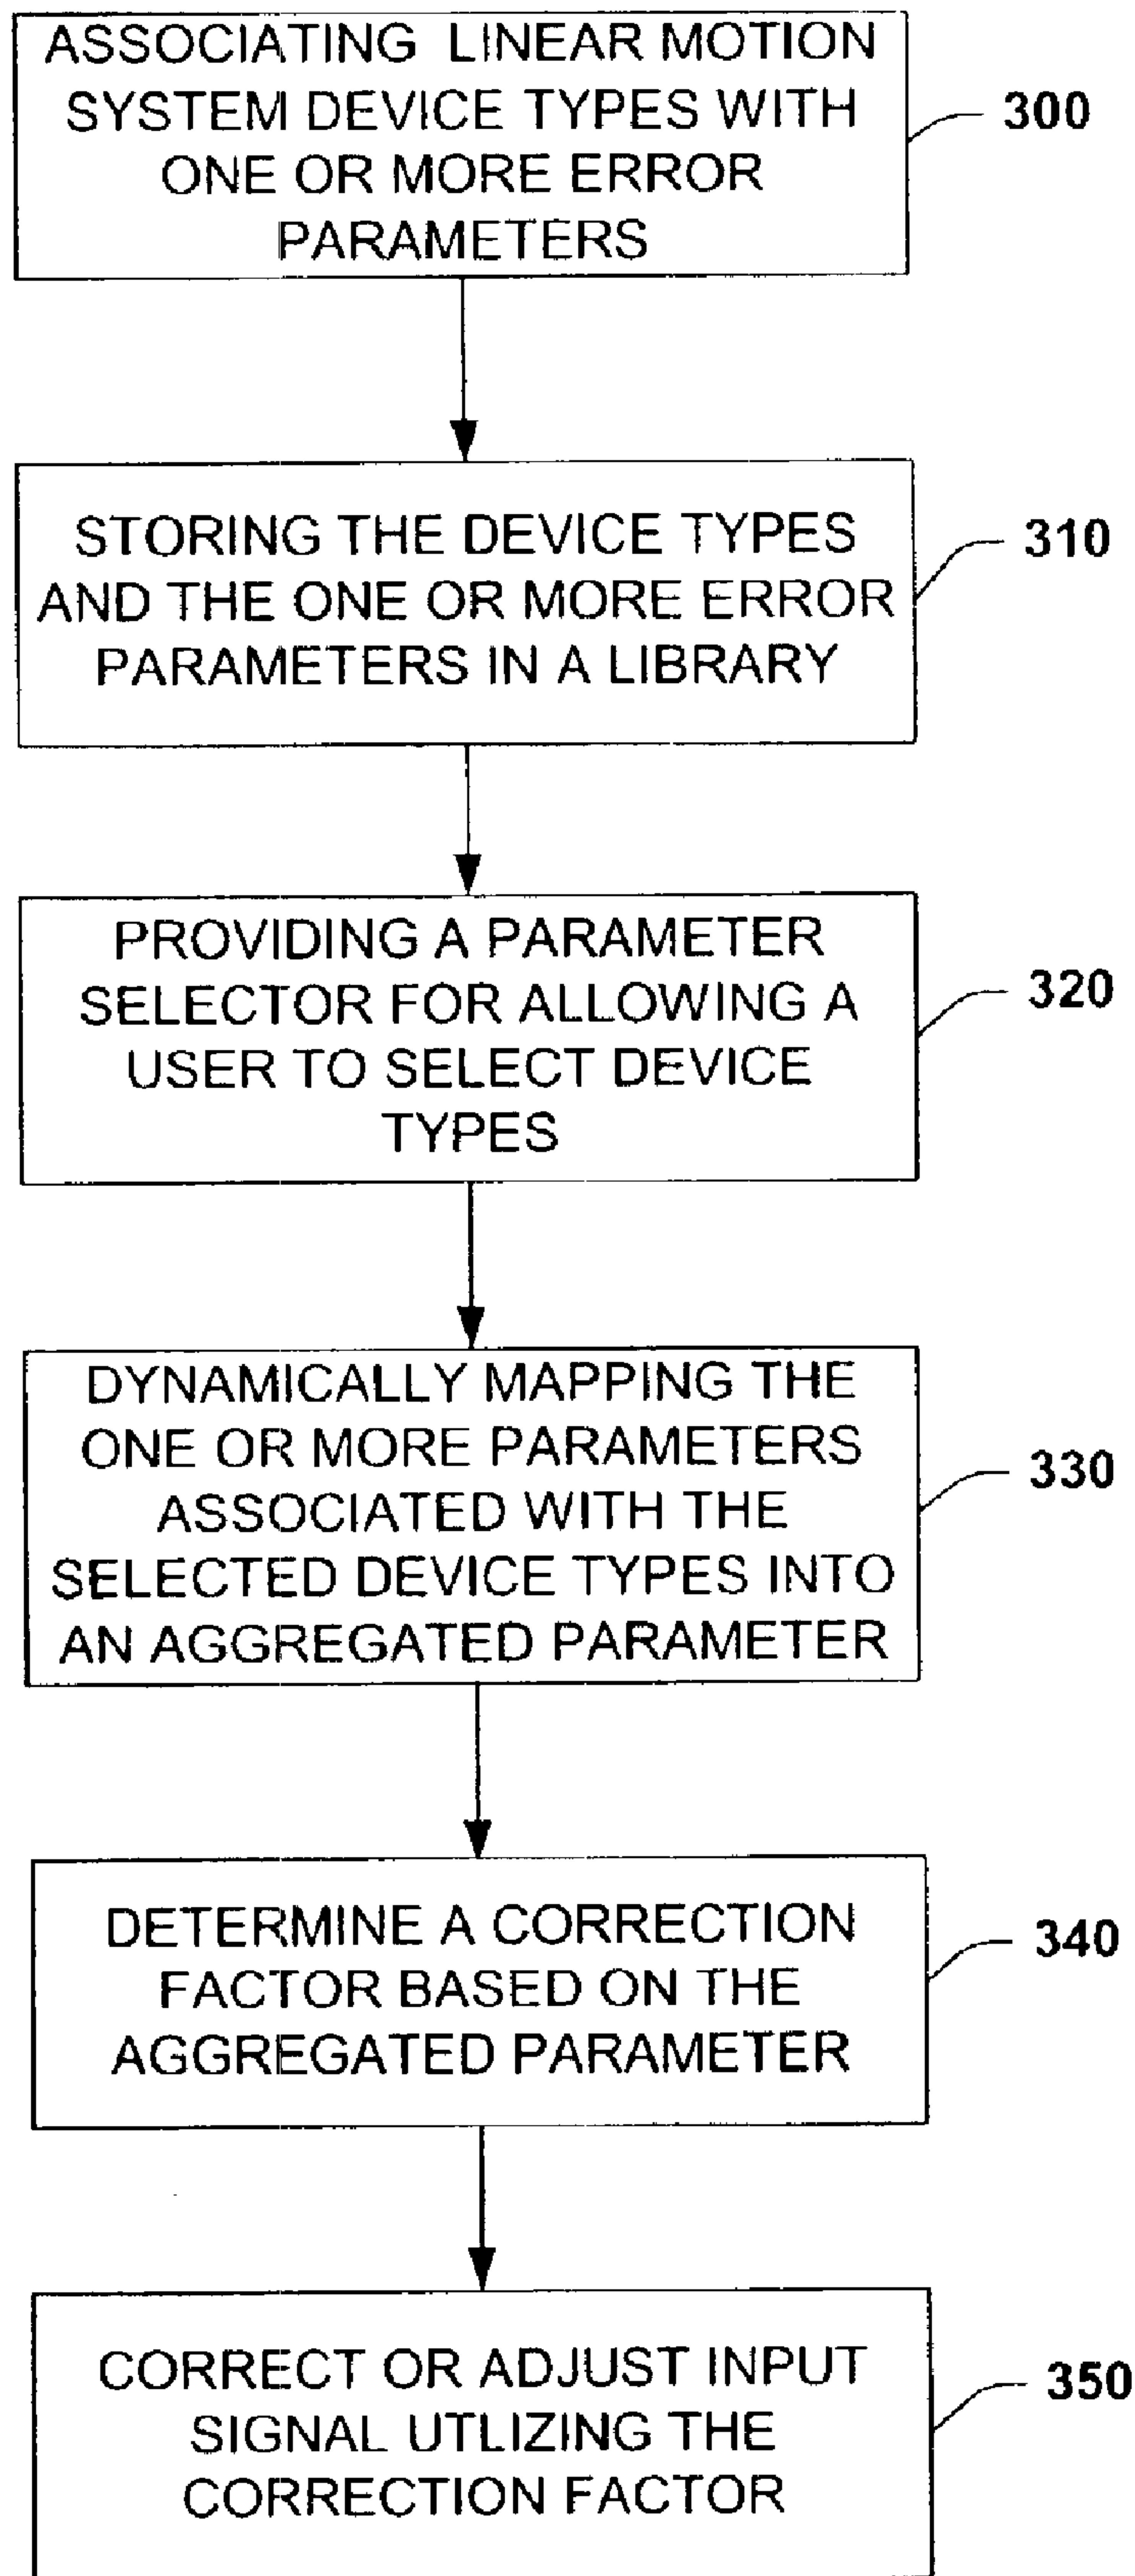 ASSOCIATING LINEAR MOTION
SYSTEM DEVICE TYPES WITH
ONE OR MORE ERROR
PARAMETERS
300
STORING THE DEVICE TYPES
AND THE ONE OR MORE ERROR
PARAMETERS IN A LIBRARY
310
PROVIDING A PARAMETER
SELECTOR FOR ALLOWING A
USER TO SELECT DEVICE
TYPES
320
DYNAMICALLY MAPPING THE
ONE OR MORE PARAMETERS
ASSOCIATED WITH THE
SELECTED DEVICE TYPES INTO
AN AGGREGATED PARAMETER
330
DETERMINE A CORRECTION
FACTOR BASED ON THE
AGGREGATED PARAMETER
340
CORRECT OR ADJUST INPUT
SIGNAL UTLIZING THE
CORRECTION FACTOR
350